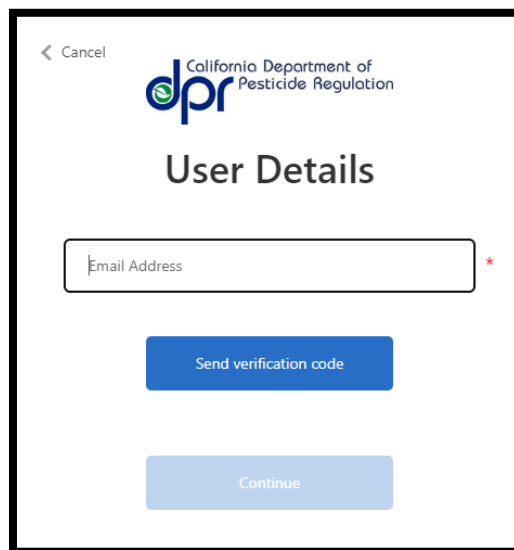 Cancel
California Department of
dpr Pesticide Regulation
User Details
Email Address *
Send verification code
Continue